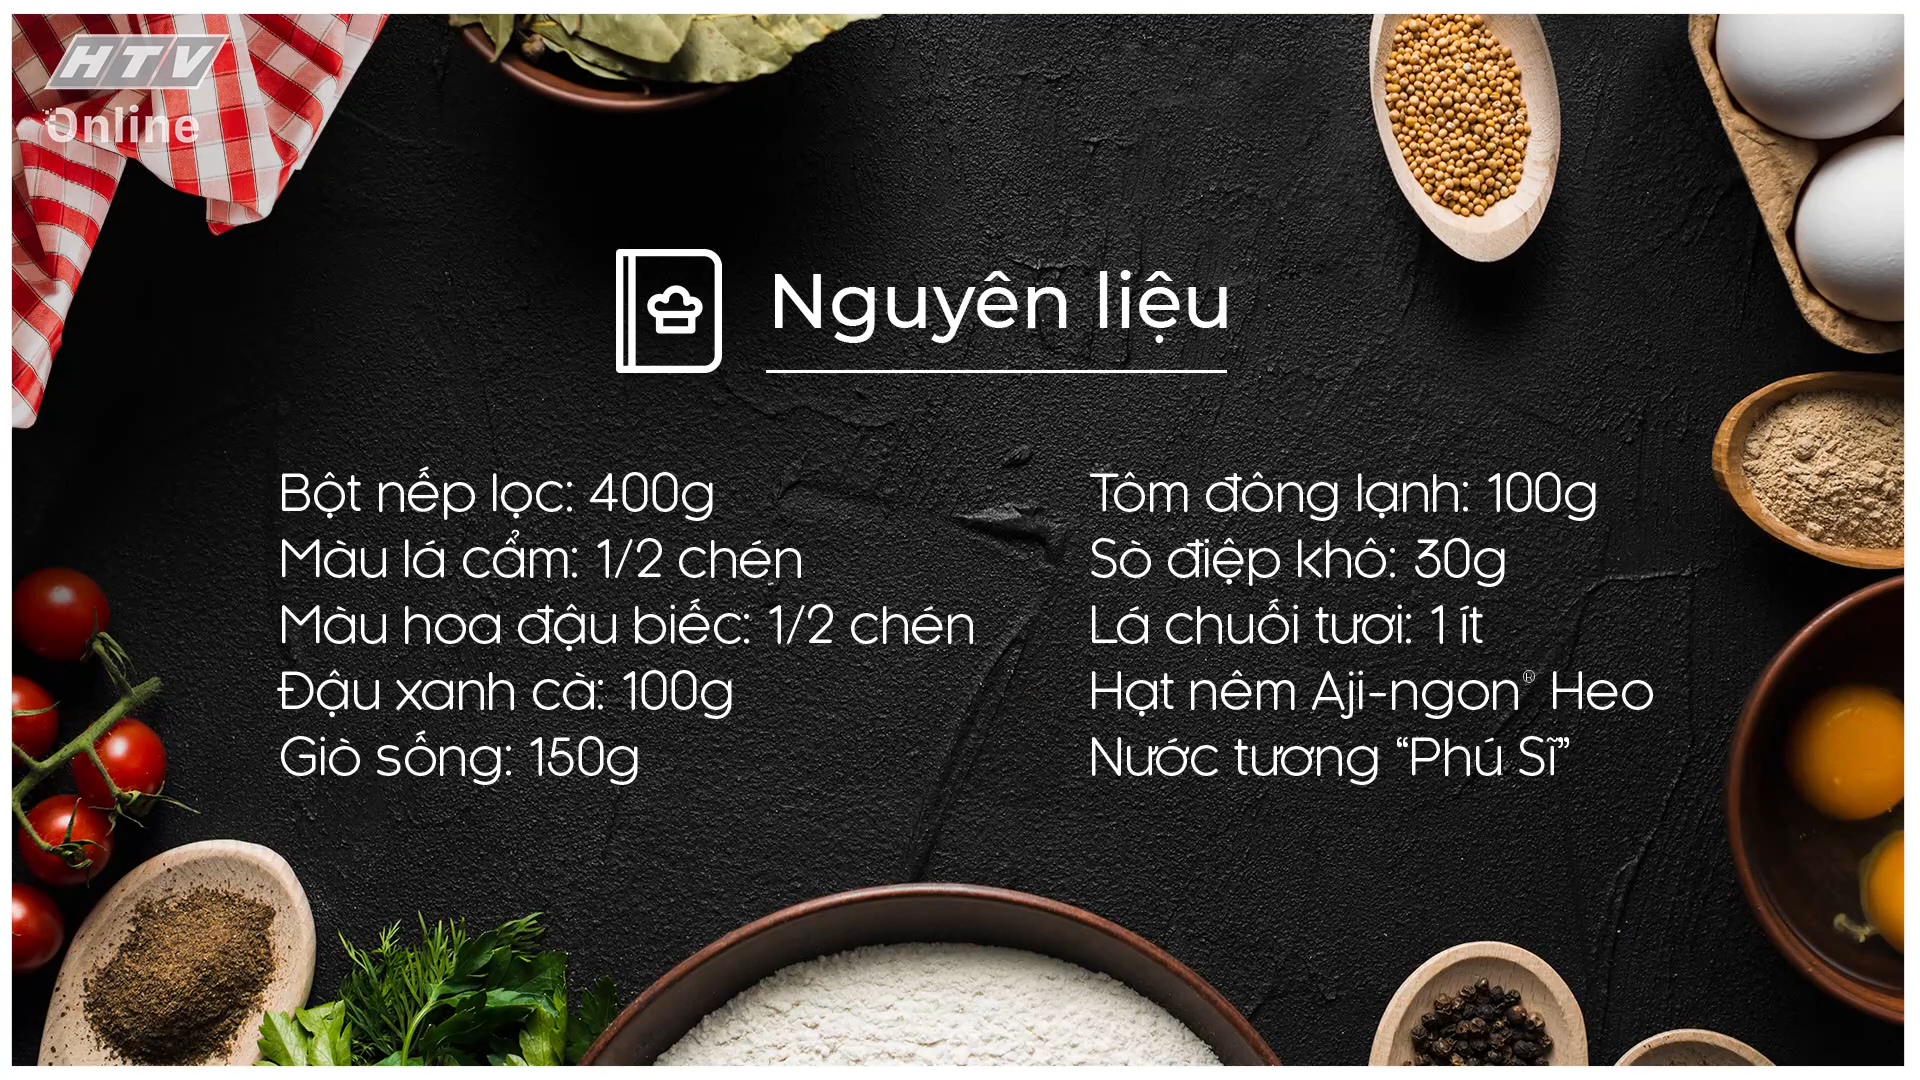 HTV
Online
Nguyên liệu
Bột nếp lọc: 400g
Màu lá cẩm: 1/2 chén
Màu hoa đậu biếc: 1/2 chén
Đậu xanh cà: 100g
Giò sống: 150g
Tôm đông lạnh: 100g
Sò điệp khô: 30g
Lá chuối tươi: 1 ít
Hạt nêm Aji-ngon® Heo
Nước tương “Phú Sĩ”